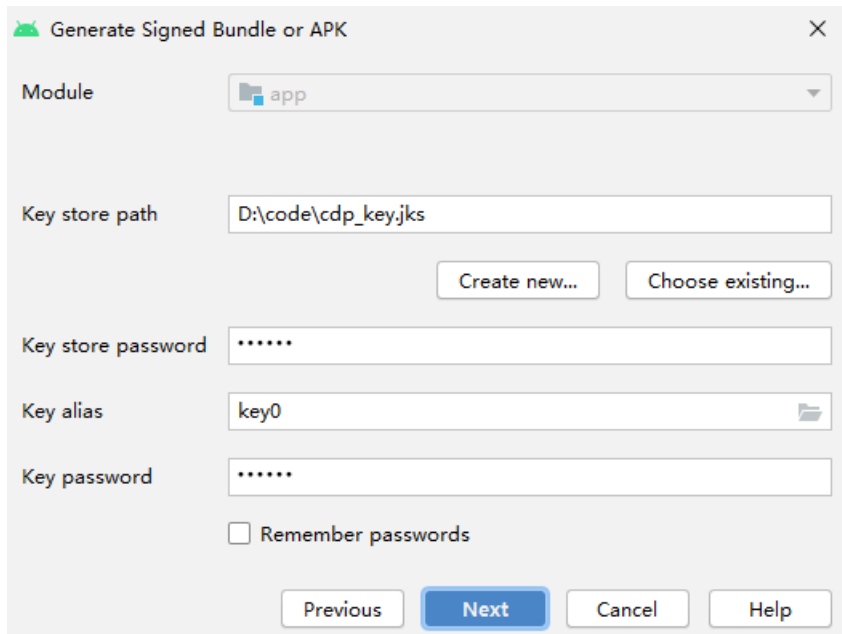 Generate Signed Bundle or APK
Module app
Key store path D:\code\cdp_key.jks
Create new... Choose existing...
Key store password ••••••
Key alias key0
Key password ••••••
Remember passwords
Previous Next Cancel Help